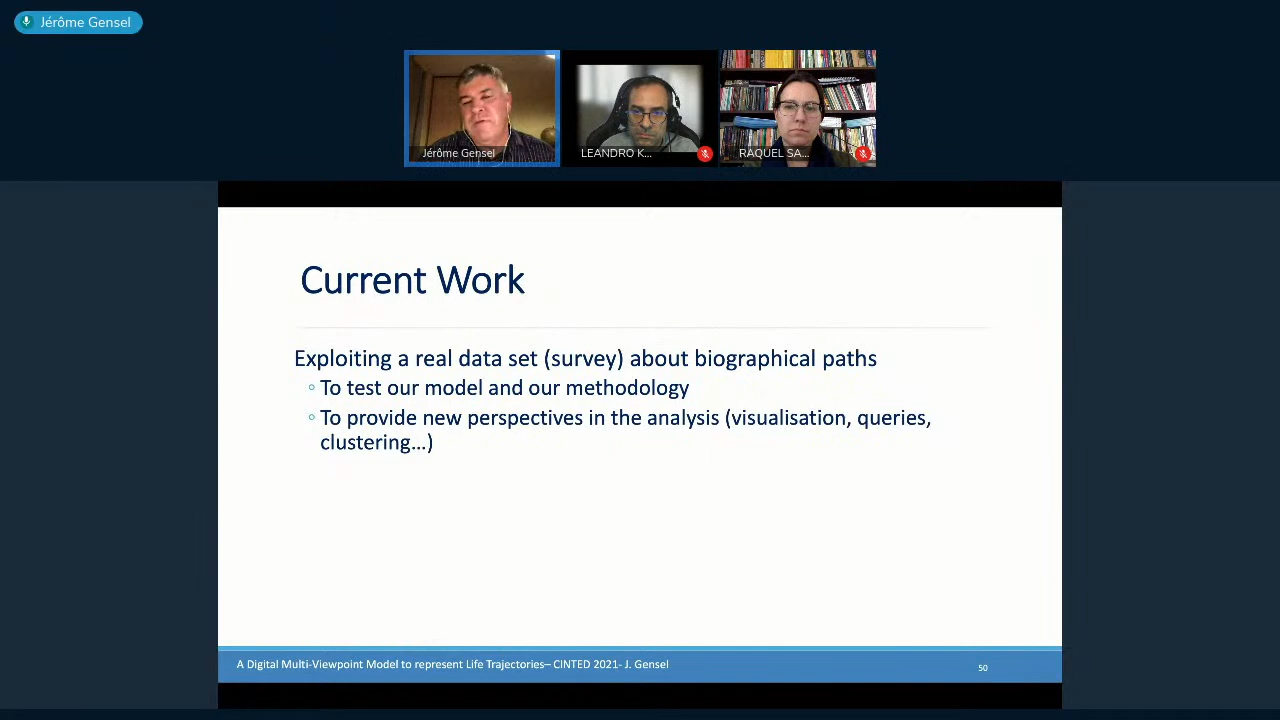 Jérôme Gensel
Jérôme Gensel
LEANDRO K...
RAQUEL SA...
Current Work
Exploiting a real data set (survey) about biographical paths
◦ To test our model and our methodology
◦ To provide new perspectives in the analysis (visualisation, queries,
clustering…)
A Digital Multi-Viewpoint Model to represent Life Trajectories– CINTED 2021- J. Gensel
50